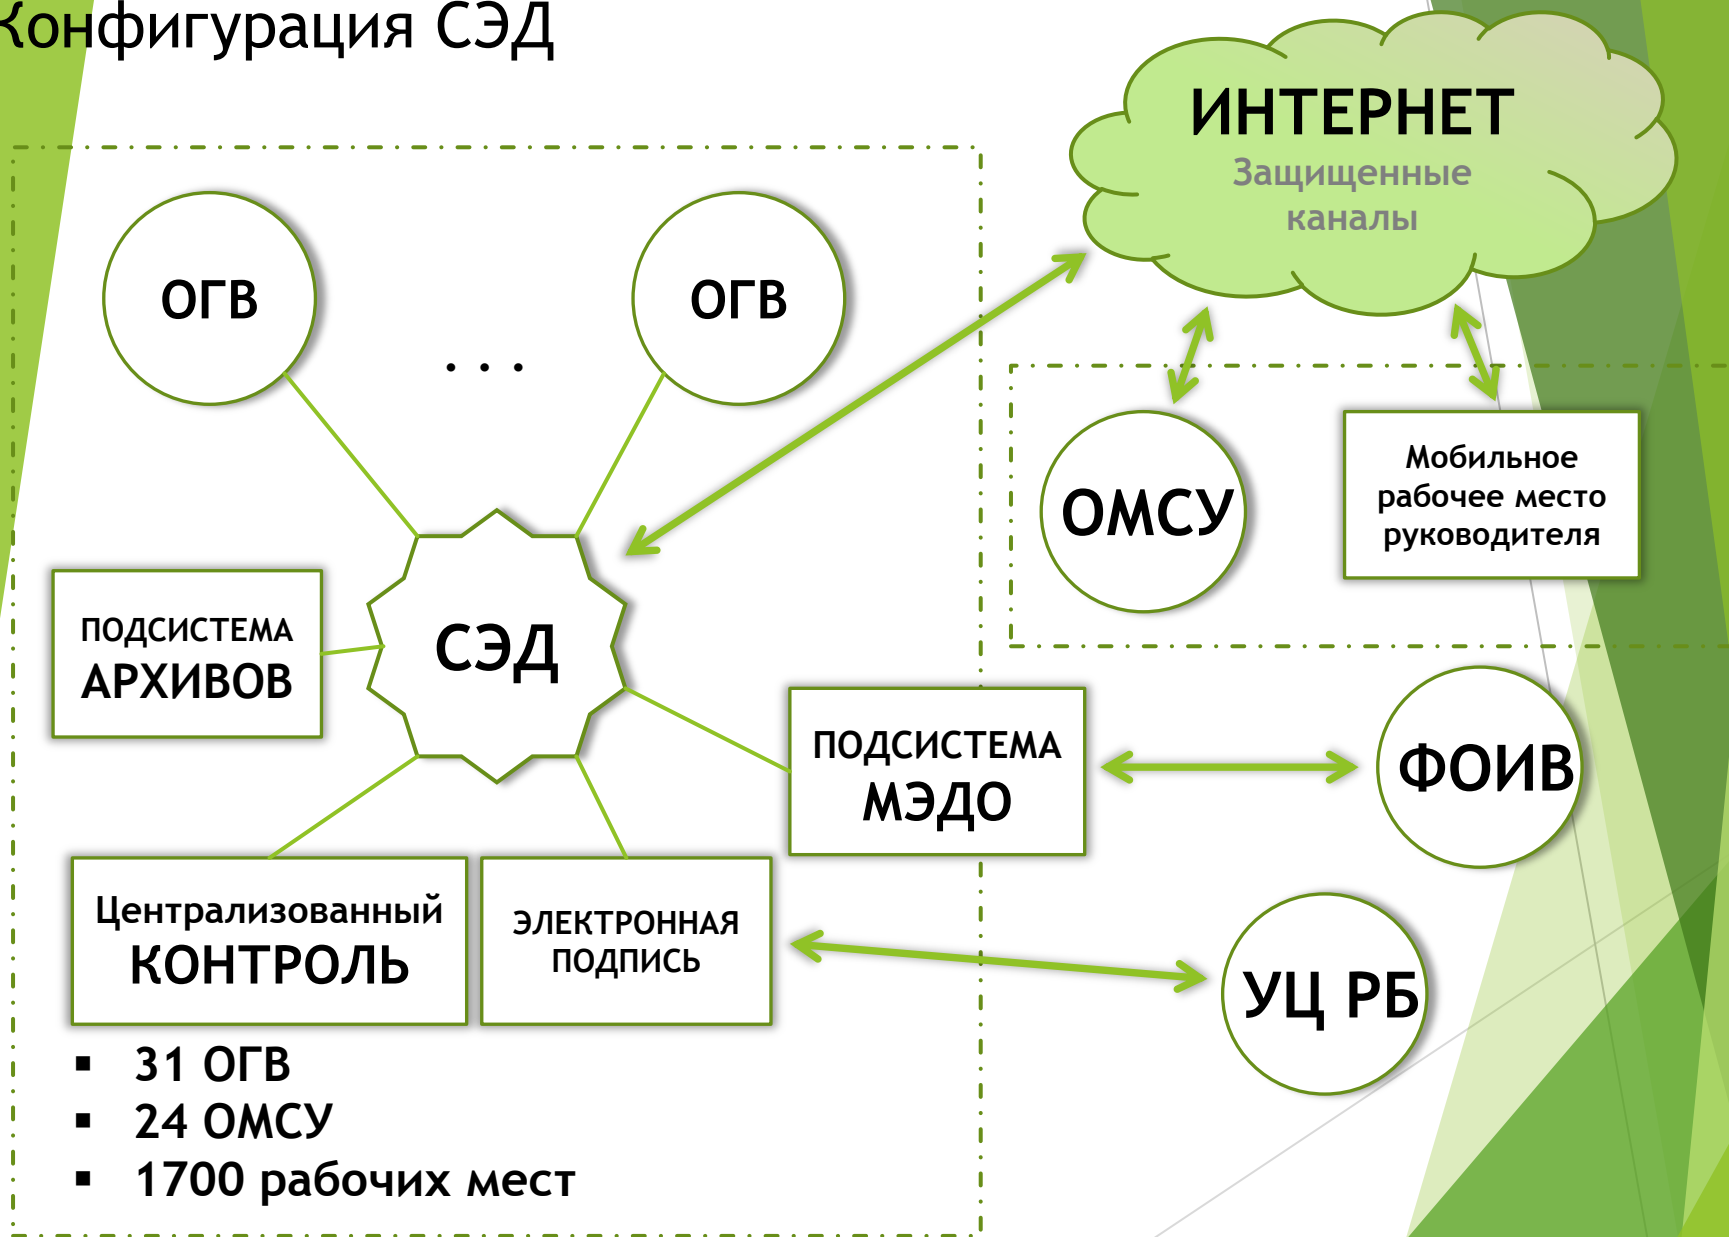 Конфигурация СЭД
ИНТЕРНЕТ
Защищенные
каналы
ОГВ
. . .
ОГВ
ОМСУ
Мобильное
рабочее место
руководителя
СЭД
ПОДСИСТЕМА
АРХИВОВ
ПОДСИСТЕМА
МЭДО
ФОИВ
Централизованный
КОНТРОЛЬ
ЭЛЕКТРОННАЯ
ПОДПИСЬ
УЦ РБ
▪ 31 ОГВ
▪ 24 ОМСУ
▪ 1700 рабочих мест